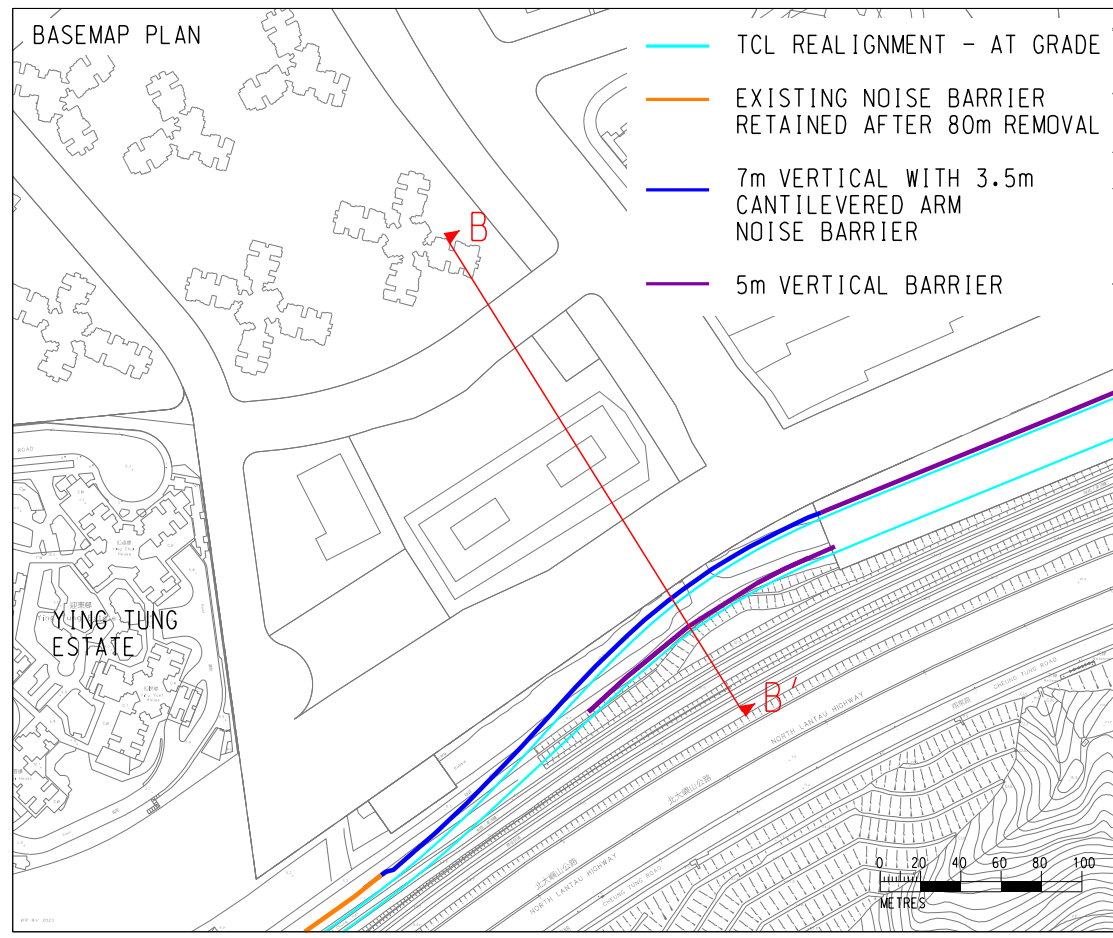 BASEMAP PLAN
TCL REALIGNMENT - AT GRADE
EXISTING NOISE BARRIER
RETAINED AFTER 80m REMOVAL
7m VERTICAL WITH 3.5m
CANTILEVERED ARM
NOISE BARRIER
5m VERTICAL BARRIER
B
ROAD
YING TUNG
ESTATE
B'
CHEUNG TUNG ROAD
NORTH LANTAU HIGHWAY
北大嶼山公路
北大嶼山公路
NORTH LANTAU HIGHWAY
CHEUNG TUNG ROAD
0 20 40 60 80 100
METRES